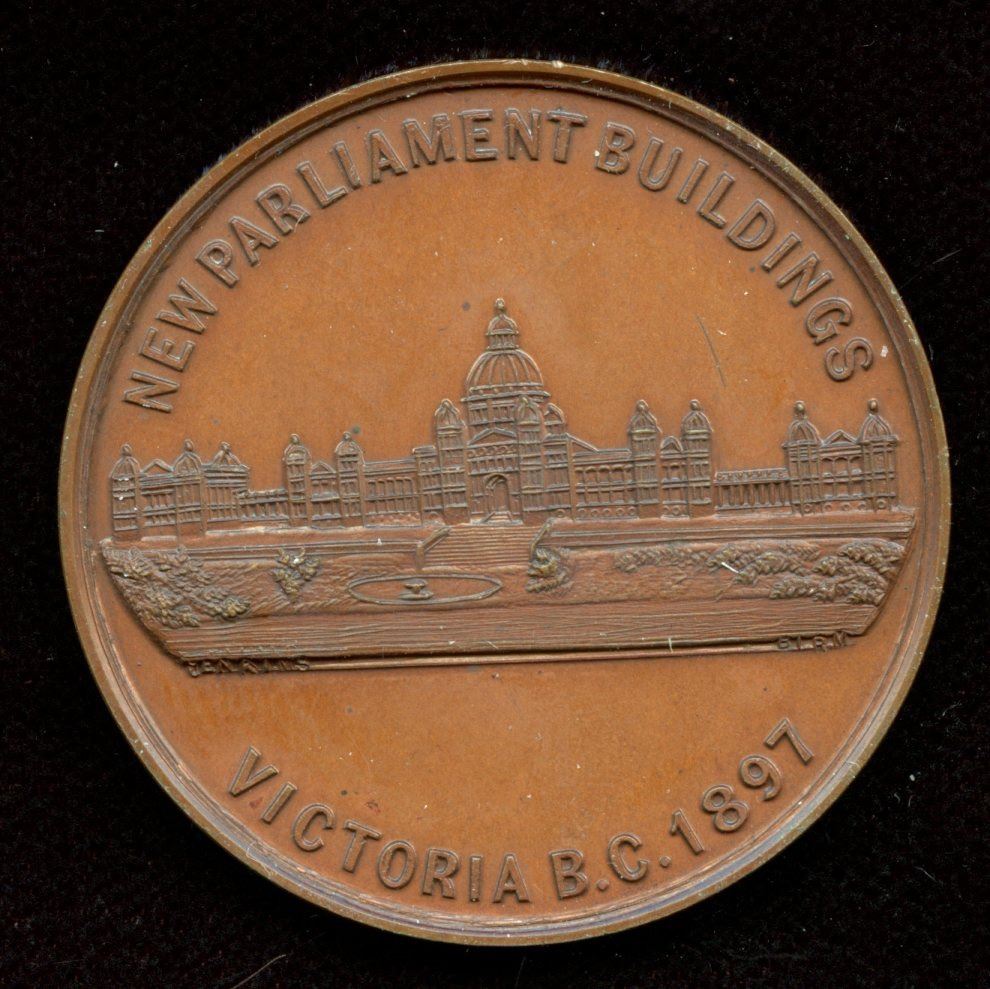 NEW PARLIAMENT BUILDINGS
JENKINS
BIRM
VICTORIA B.C. 1897